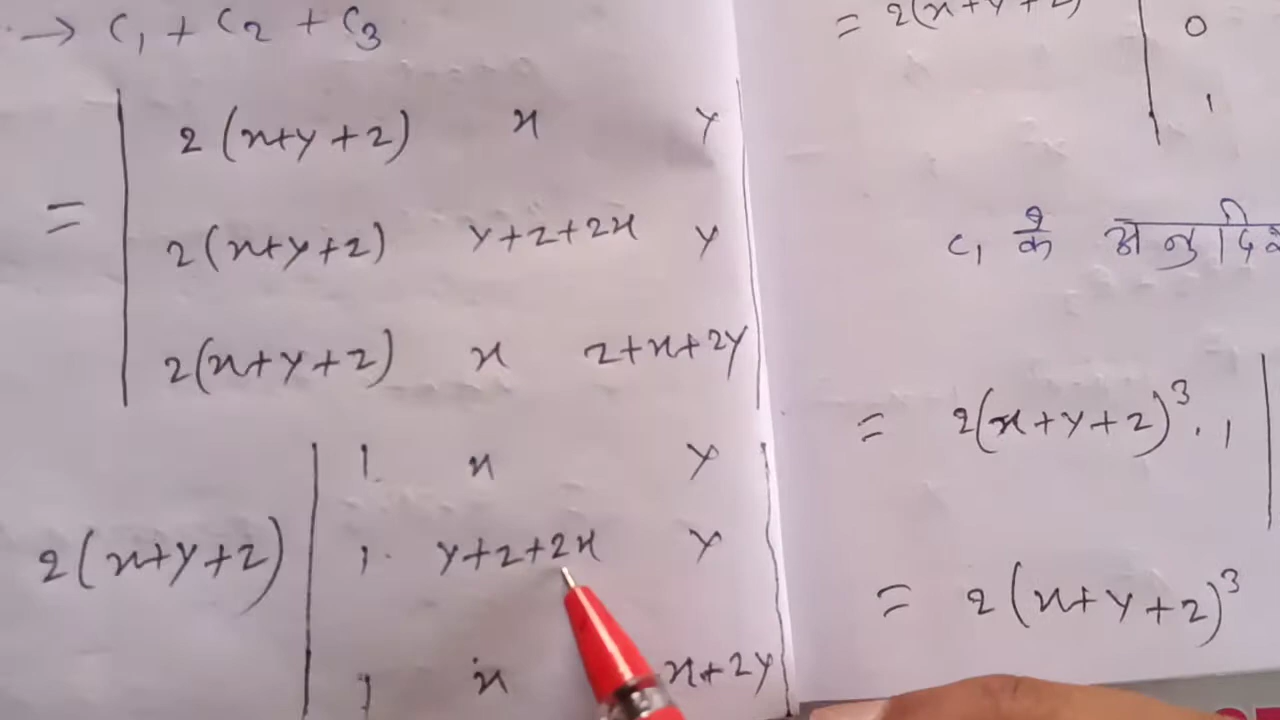 → C₁ + C₂ + C₃
= | 2(x+y+z) x y |
| 2(x+y+z) y+z+2x y |
| 2(x+y+z) x z+x+2y |
2(x+y+z) | 1 x y |
| 1 y+z+2x y |
| 1 x x+2y |
= 2(x+y+z) | 0
| 1
C₁ के
= 2(x+y+z)³ . 1 |
= 2(x+y+z)³